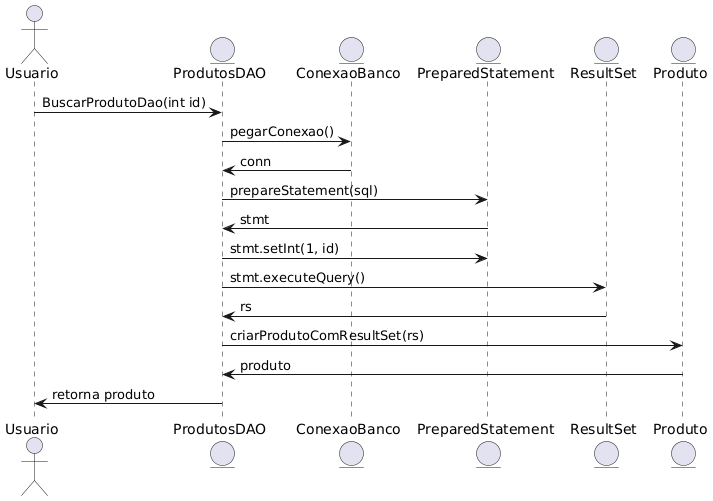 Usuario
ProdutosDAO
ConexaoBanco
PreparedStatement
ResultSet
Produto
BuscarProdutoDao(int id)
pegarConexao()
conn
prepareStatement(sql)
stmt
stmt.setInt(1, id)
stmt.executeQuery()
rs
criarProdutoComResultSet(rs)
produto
retorna produto
Usuario
ProdutosDAO
ConexaoBanco
PreparedStatement
ResultSet
Produto